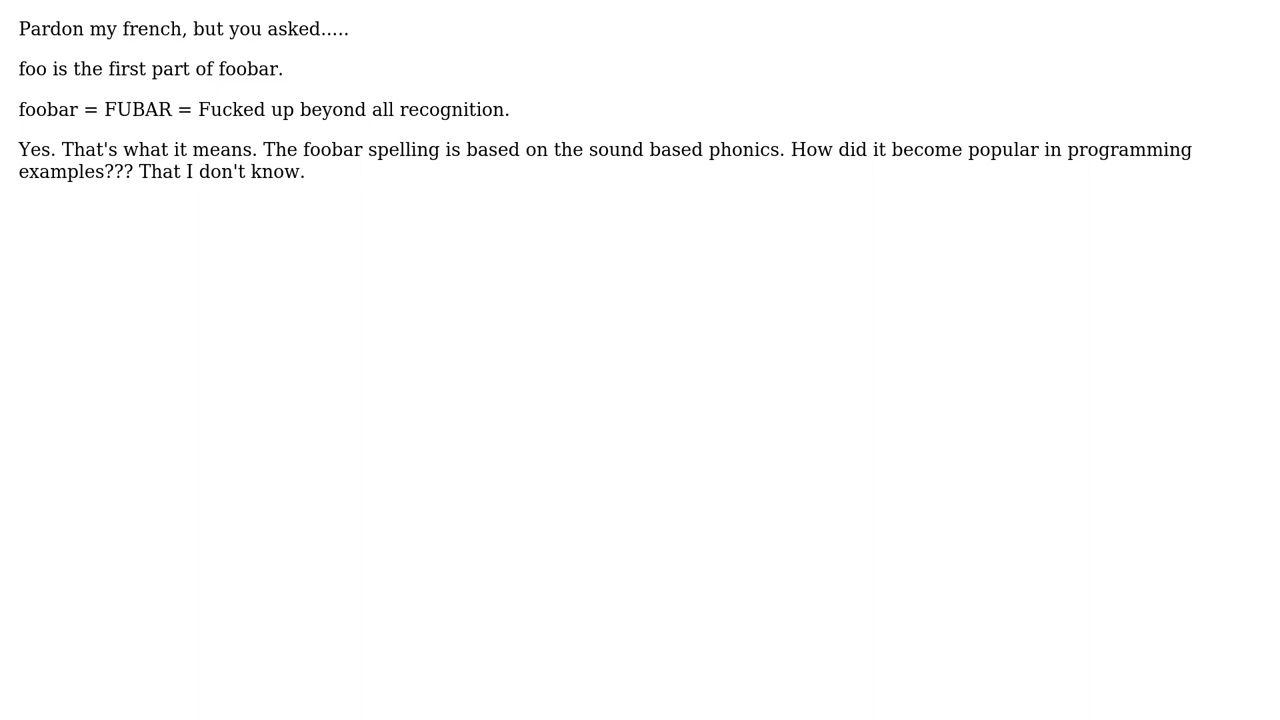 Pardon my french, but you asked.....
foo is the first part of foobar.
foobar = FUBAR = Fucked up beyond all recognition.
Yes. That's what it means. The foobar spelling is based on the sound based phonics. How did it become popular in programming
examples??? That I don't know.